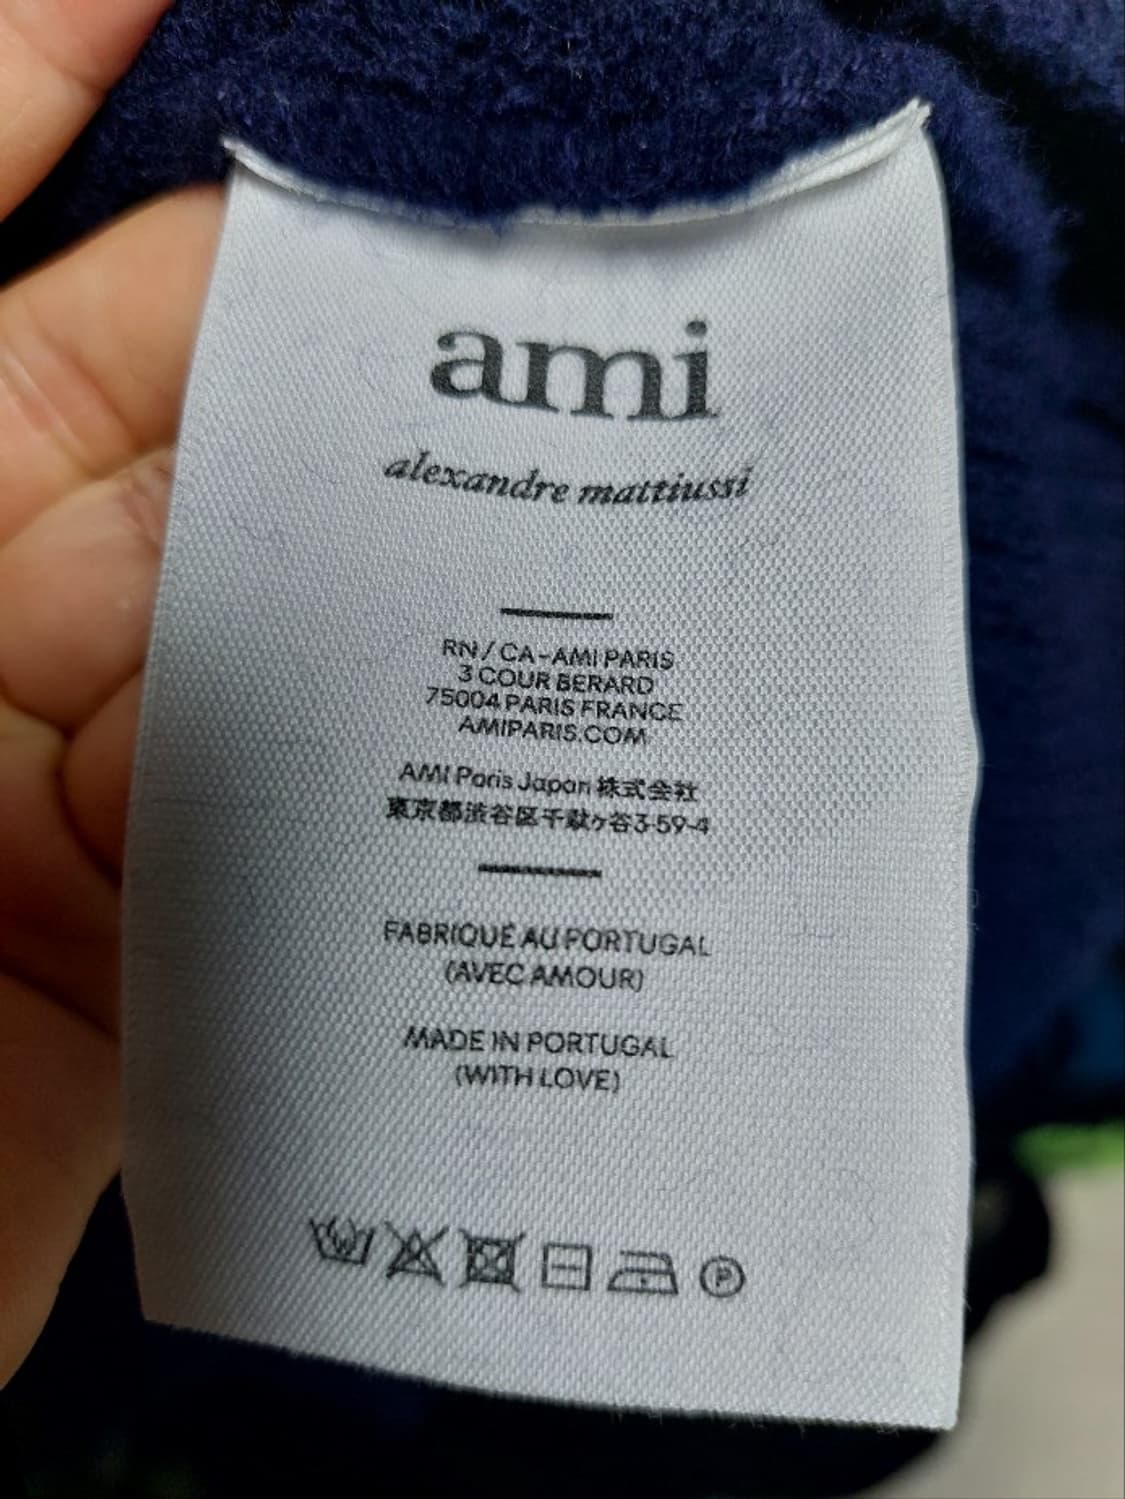 ami
alexandre mattiussi
RN / CA-AMI PARIS
3 COUR BERARD
75004 PARIS FRANCE
AMIPARIS.COM
AMI Paris Japan 株式会社
東京都渋谷区千駄ヶ谷3-59-4
FABRIQUÉ AU PORTUGAL
(AVEC AMOUR)
MADE IN PORTUGAL
(WITH LOVE)
P